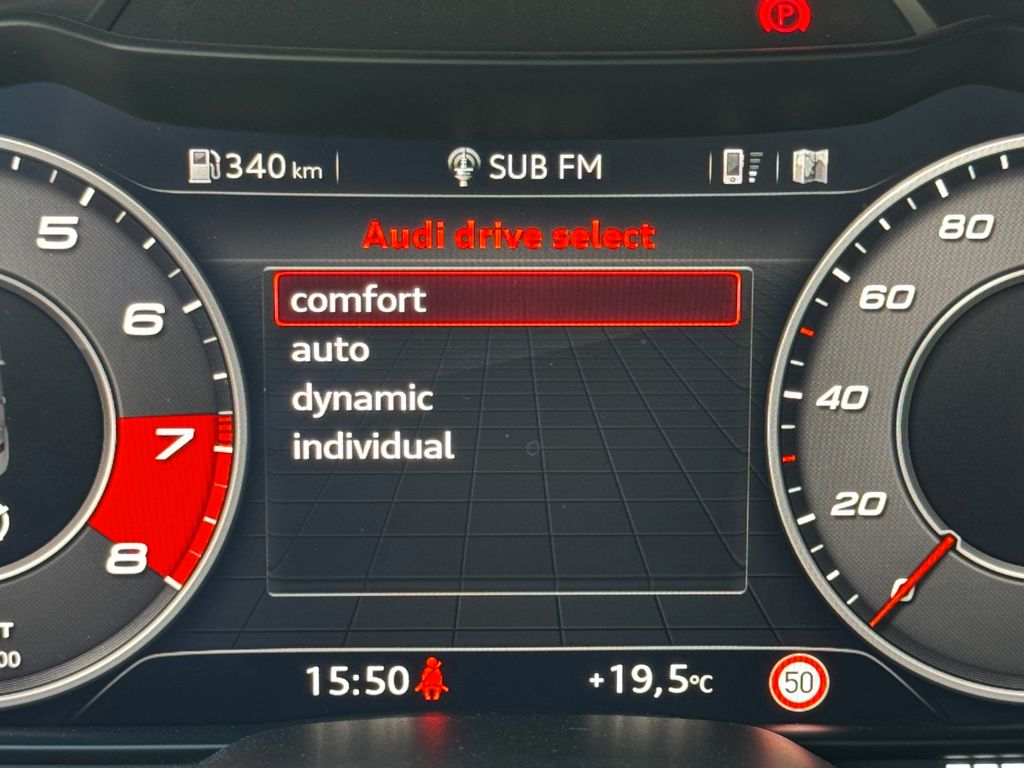 P
340 km
SUB FM
Audi drive select
comfort
auto
dynamic
individual
5
6
7
8
80
60
40
20
0
15:50
+19,5°C
50